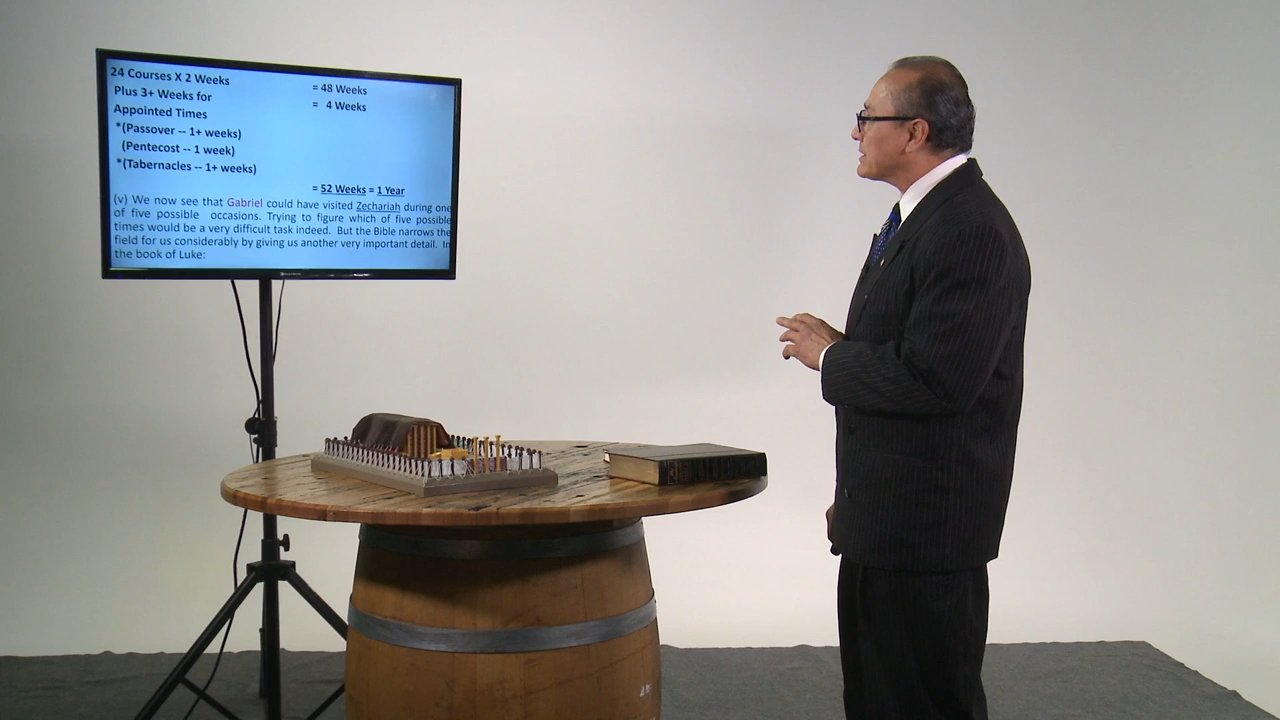 24 Courses X 2 Weeks = 48 Weeks
Plus 3+ Weeks for = 4 Weeks
Appointed Times
*(Passover -- 1+ weeks)
(Pentecost -- 1 week)
*(Tabernacles -- 1+ weeks)
= 52 Weeks = 1 Year
(v) We now see that Gabriel could have visited Zechariah during one
of five possible occasions. Trying to figure which of five possible
times would be a very difficult task indeed. But the Bible narrows the
field for us considerably by giving us another very important detail. In
the book of Luke: